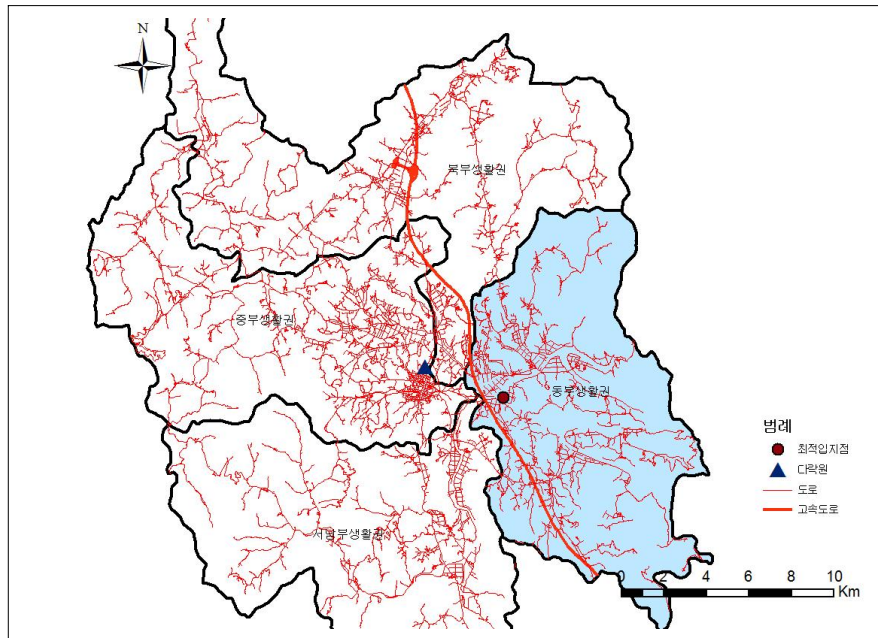 N
북부생활권
중부생활권
동부생활권
서남부생활권
범례
최적입지점
다락원
도로
고속도로
0 2 4 6 8 10
Km